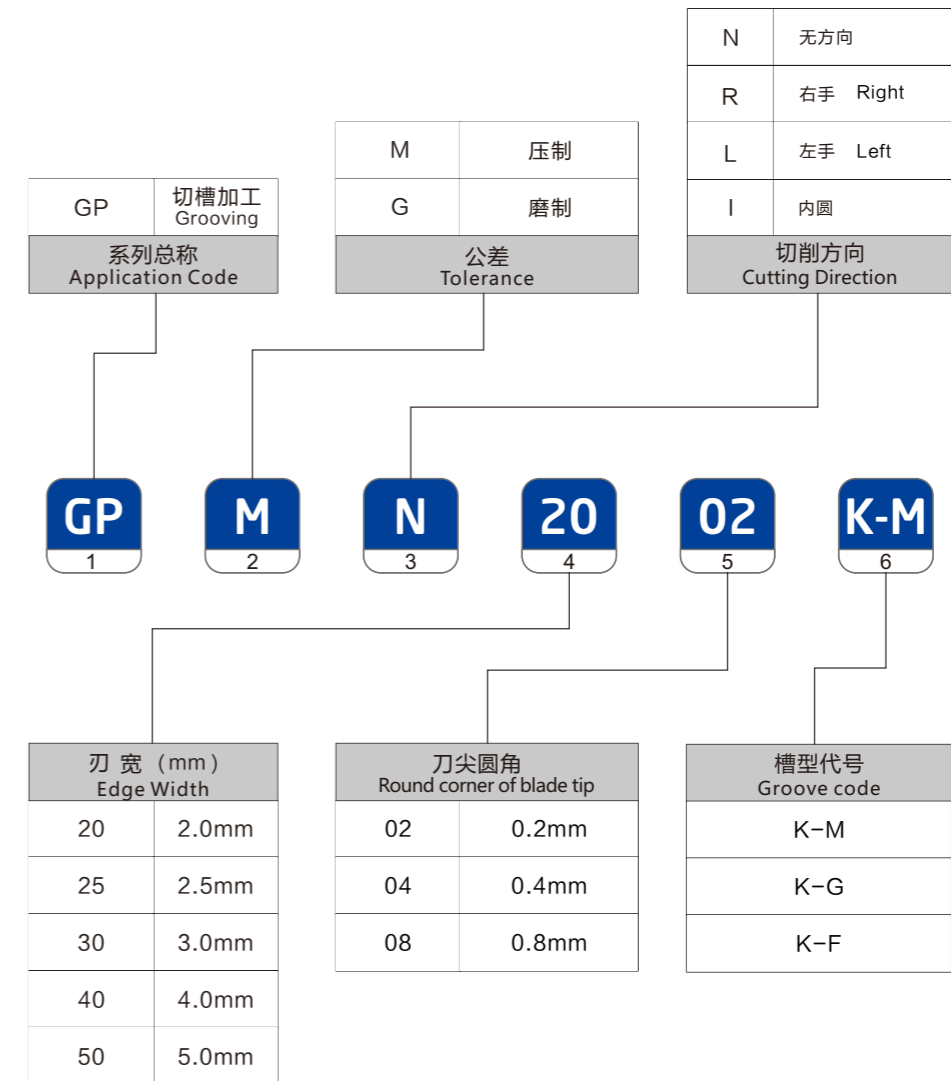 N 无方向
R 右手 Right
L 左手 Left
I 内圆
切削方向
Cutting Direction
M 压制
G 磨制
公差
Tolerance
GP 切槽加工
Grooving
系列总称
Application Code
GP M N 20 02 K-M
1 2 3 4 5 6
刃 宽 (mm)
Edge Width
20 2.0mm
25 2.5mm
30 3.0mm
40 4.0mm
50 5.0mm
刀尖圆角
Round corner of blade tip
02 0.2mm
04 0.4mm
08 0.8mm
槽型代号
Groove code
K-M
K-G
K-F